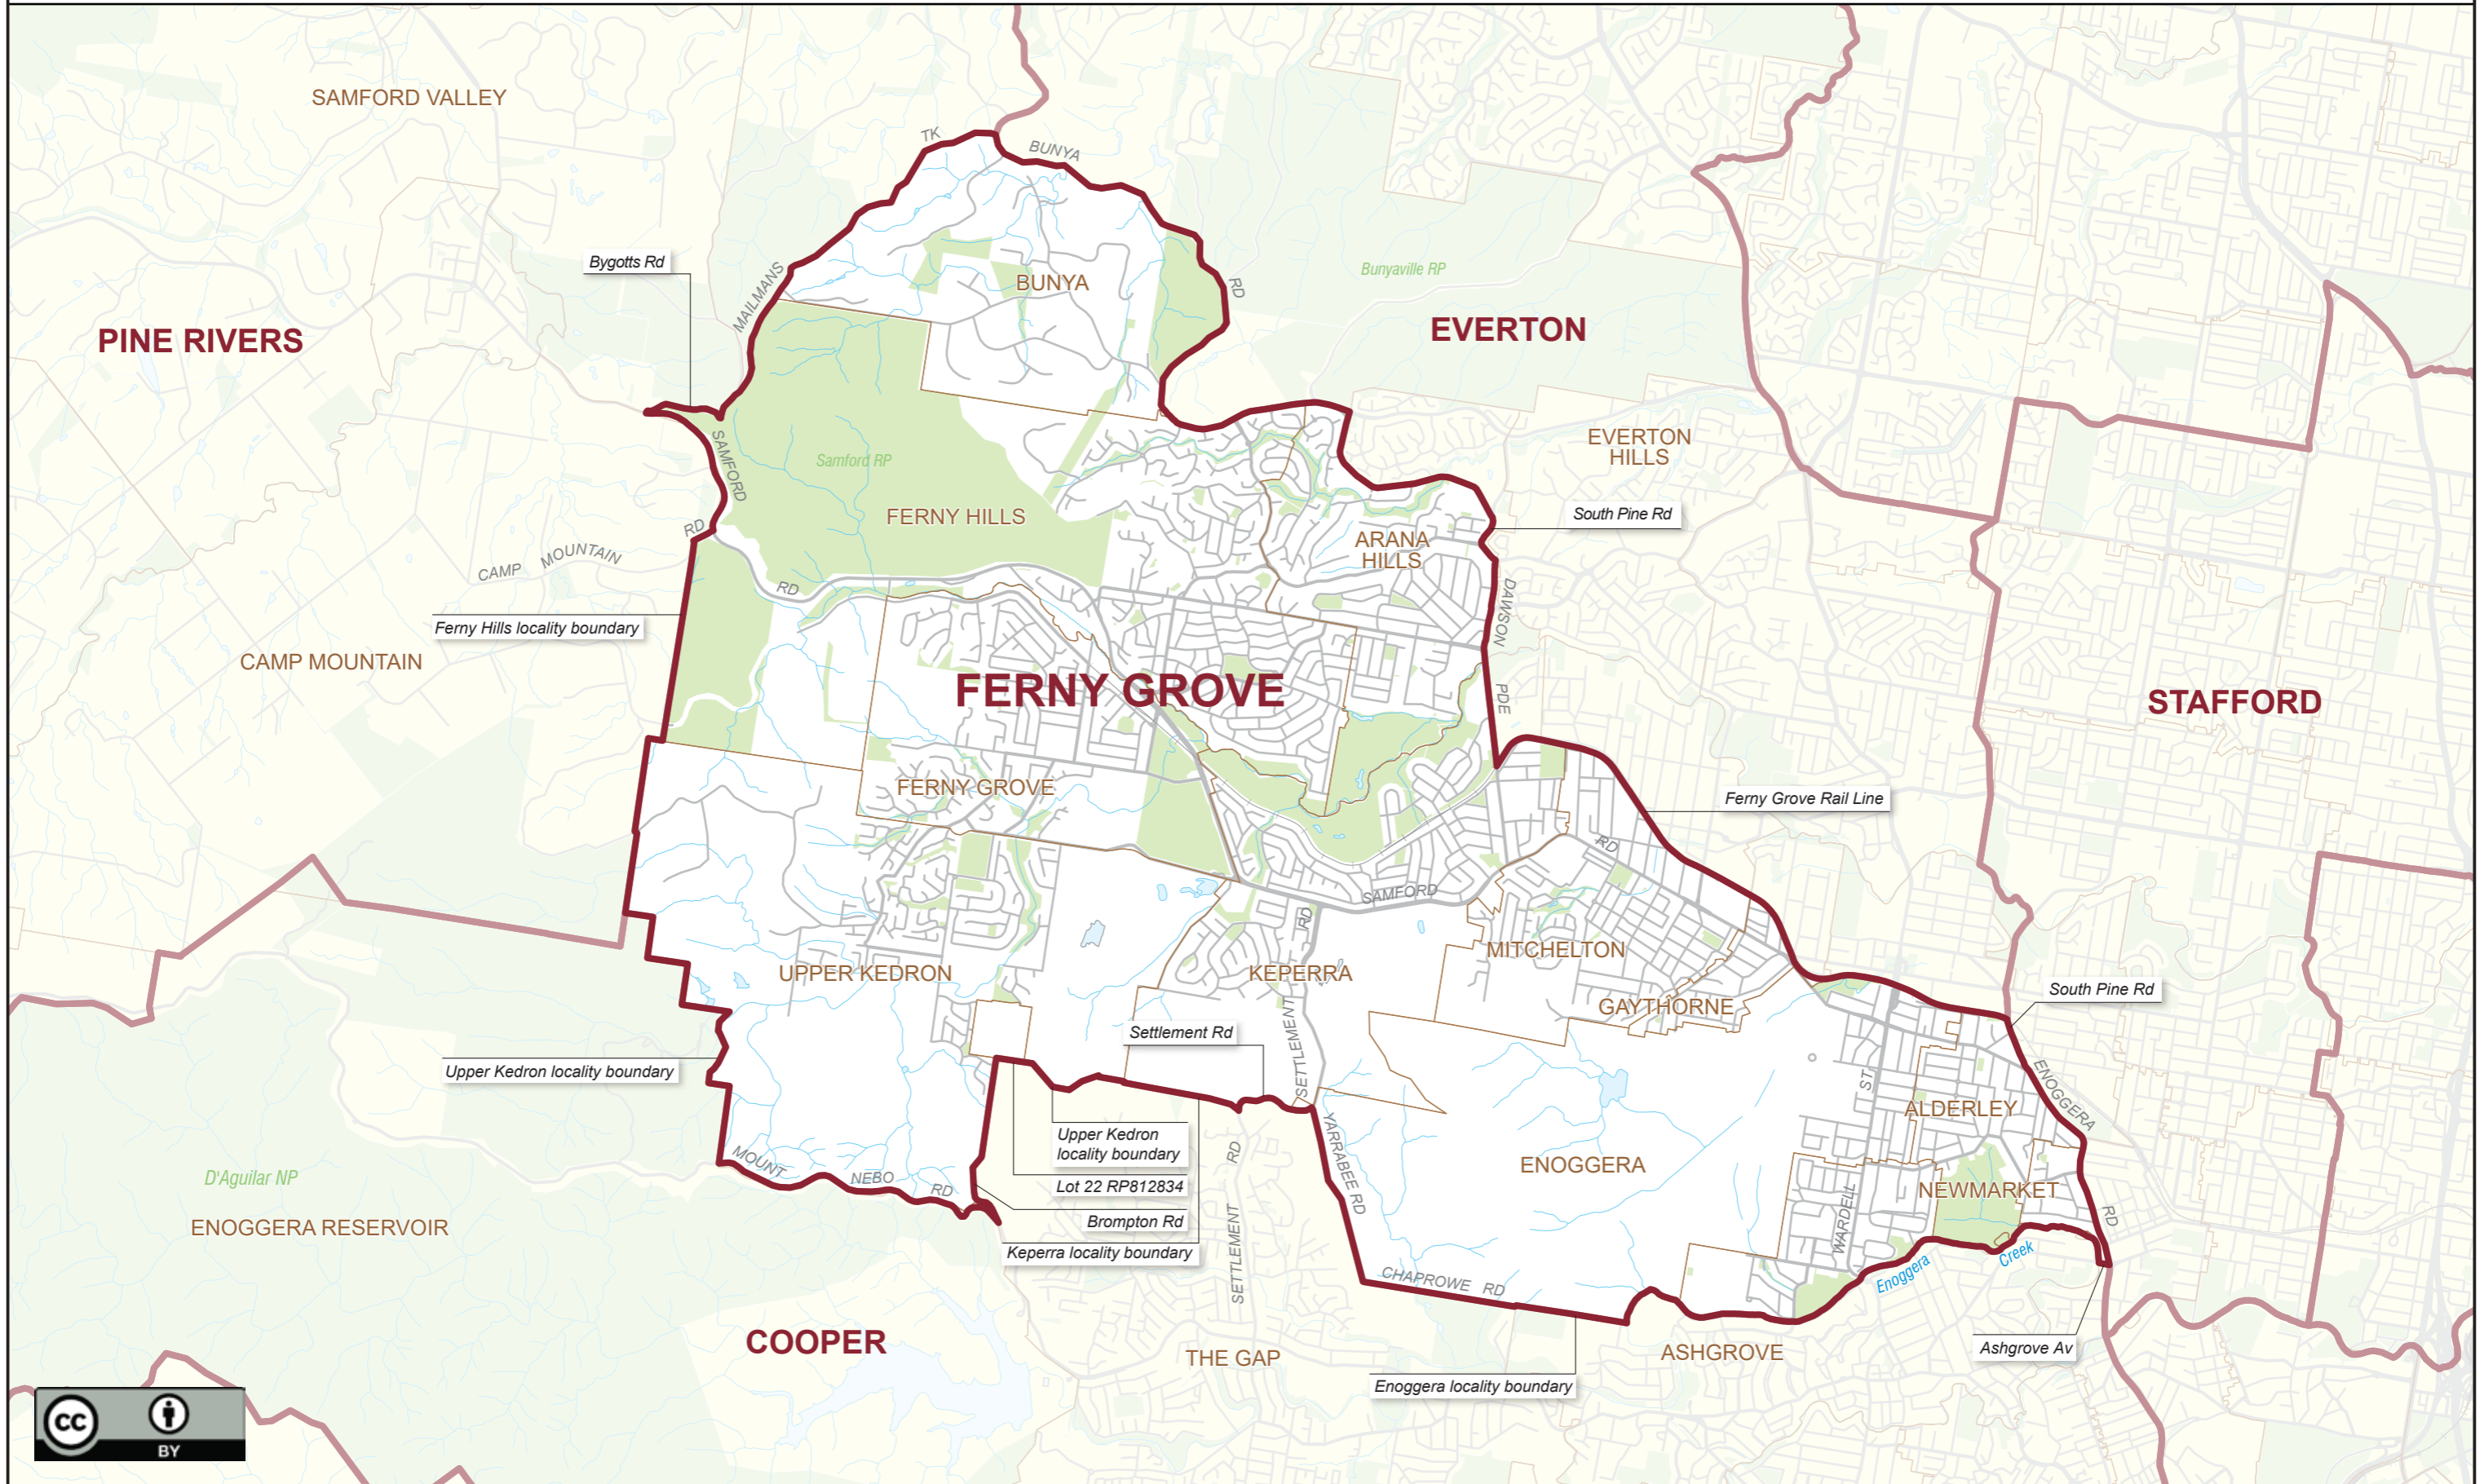 SAMFORD VALLEY
TK
BUNYA
Bygotts Rd
MAILMANS
BUNYA
RD
Bunyaville RP
PINE RIVERS
EVERTON
SAMFORD
Samford RP
EVERTON
HILLS
FERNY HILLS
South Pine Rd
RD
ARANA
HILLS
CAMP MOUNTAIN
RD
DAWSON
Ferny Hills locality boundary
CAMP MOUNTAIN
FERNY GROVE
PDE
STAFFORD
FERNY GROVE
Ferny Grove Rail Line
RD
SAMFORD
RD
MITCHELTON
UPPER KEDRON
KEPERRA
South Pine Rd
GAYTHORNE
Settlement Rd
SETTLEMENT
Upper Kedron locality boundary
ENOGGERA
ST
ALDERLEY
YARRABEE RD
Upper Kedron
locality boundary
RD
MOUNT
NEBO
RD
ENOGGERA
D'Aguilar NP
Lot 22 RP812834
NEWMARKET
WARDELL
RD
Brompton Rd
ENOGGERA RESERVOIR
Keperra locality boundary
SETTLEMENT
Enoggera
Creek
CHAPROWE RD
COOPER
THE GAP
ASHGROVE
Ashgrove Av
Enoggera locality boundary
CC
BY